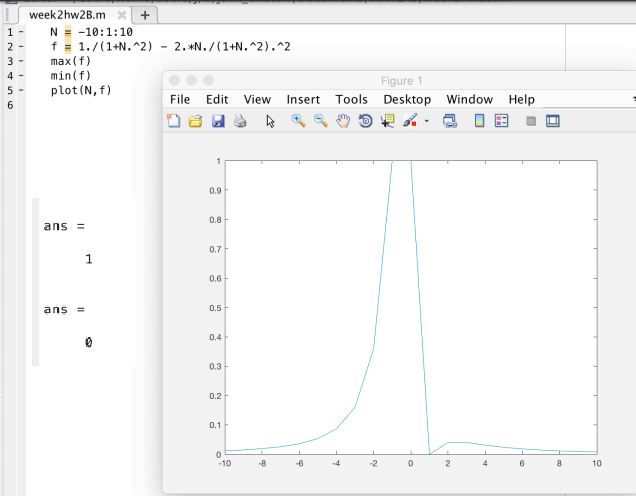 week2hw2B.m
1 - N = -10:1:10
2 - f = 1./(1+N.^2) - 2.*N./(1+N.^2).^2
3 - max(f)
4 - min(f)
5 - plot(N,f)
6
ans =
1
ans =
0
Figure 1
File Edit View Insert Tools Desktop Window Help
1
0.9
0.8
0.7
0.6
0.5
0.4
0.3
0.2
0.1
0
-10 -8 -6 -4 -2 0 2 4 6 8 10